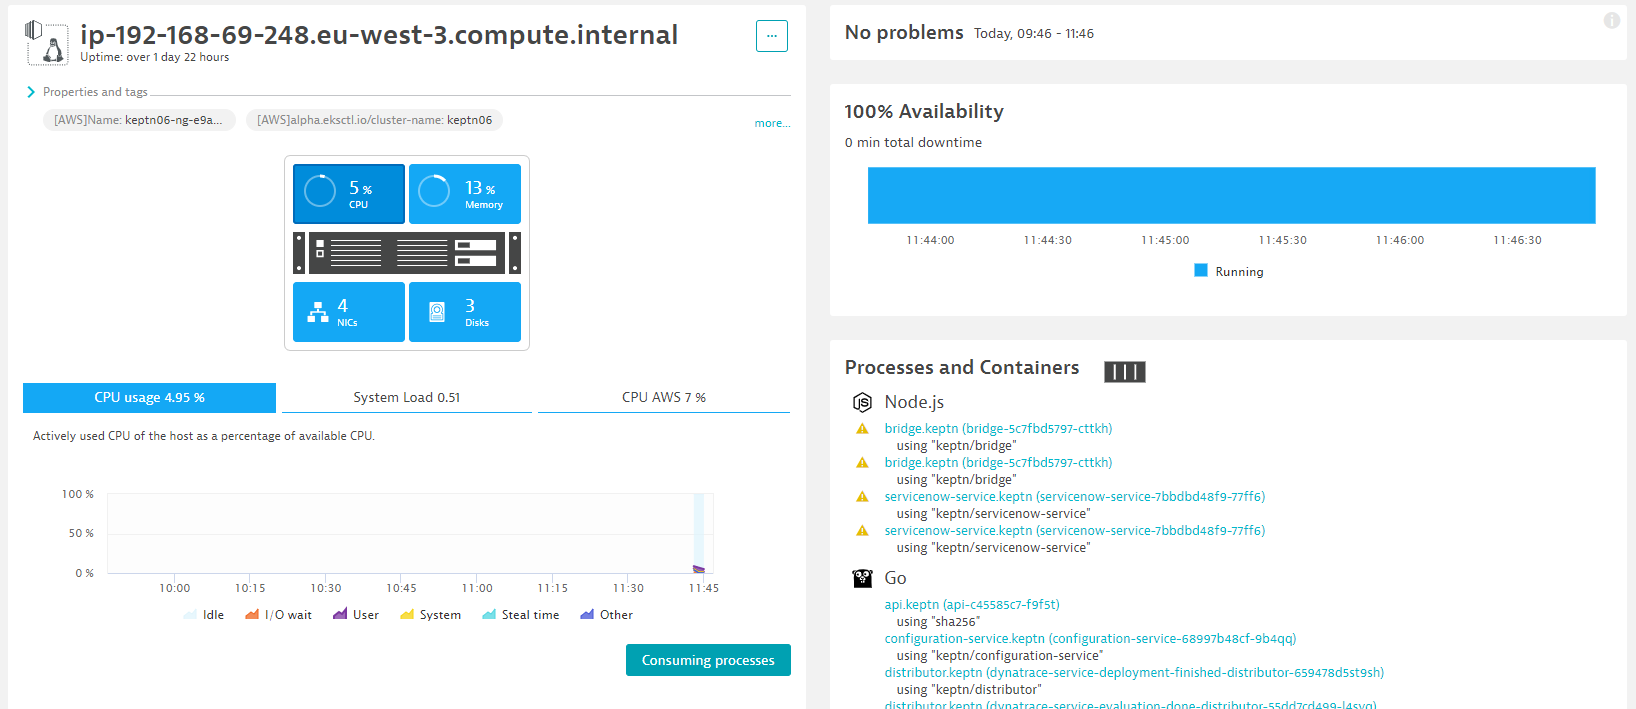 ip-192-168-69-248.eu-west-3.compute.internal
...
Uptime: over 1 day 22 hours
Properties and tags
[AWS]Name: keptn06-ng-e9a...
[AWS]alpha.eksctl.io/cluster-name: keptn06
more...
5 %
CPU
13 %
Memory
4
NICs
3
Disks
CPU usage 4.95 %
System Load 0.51
CPU AWS 7 %
Actively used CPU of the host as a percentage of available CPU.
100 %
50 %
0 %
10:00 10:15 10:30 10:45 11:00 11:15 11:30 11:45
Idle I/O wait User System Steal time Other
Consuming processes
No problems Today, 09:46 - 11:46
100% Availability
0 min total downtime
11:44:00 11:44:30 11:45:00 11:45:30 11:46:00 11:46:30
Running
Processes and Containers
Node.js
bridge.keptn (bridge-5c7fbd5797-cttkh)
using "keptn/bridge"
bridge.keptn (bridge-5c7fbd5797-cttkh)
using "keptn/bridge"
servicenow-service.keptn (servicenow-service-7bbdbd48f9-77ff6)
using "keptn/servicenow-service"
servicenow-service.keptn (servicenow-service-7bbdbd48f9-77ff6)
using "keptn/servicenow-service"
Go
api.keptn (api-c45585c7-f9f5t)
using "sha256"
configuration-service.keptn (configuration-service-68997b48cf-9b4qq)
using "keptn/configuration-service"
distributor.keptn (dynatrace-service-deployment-finished-distributor-659478d5st9sh)
using "keptn/distributor"
distributor.keptn (dynatrace-service-evaluation-done-distributor-55dd7cd499-l4svq)